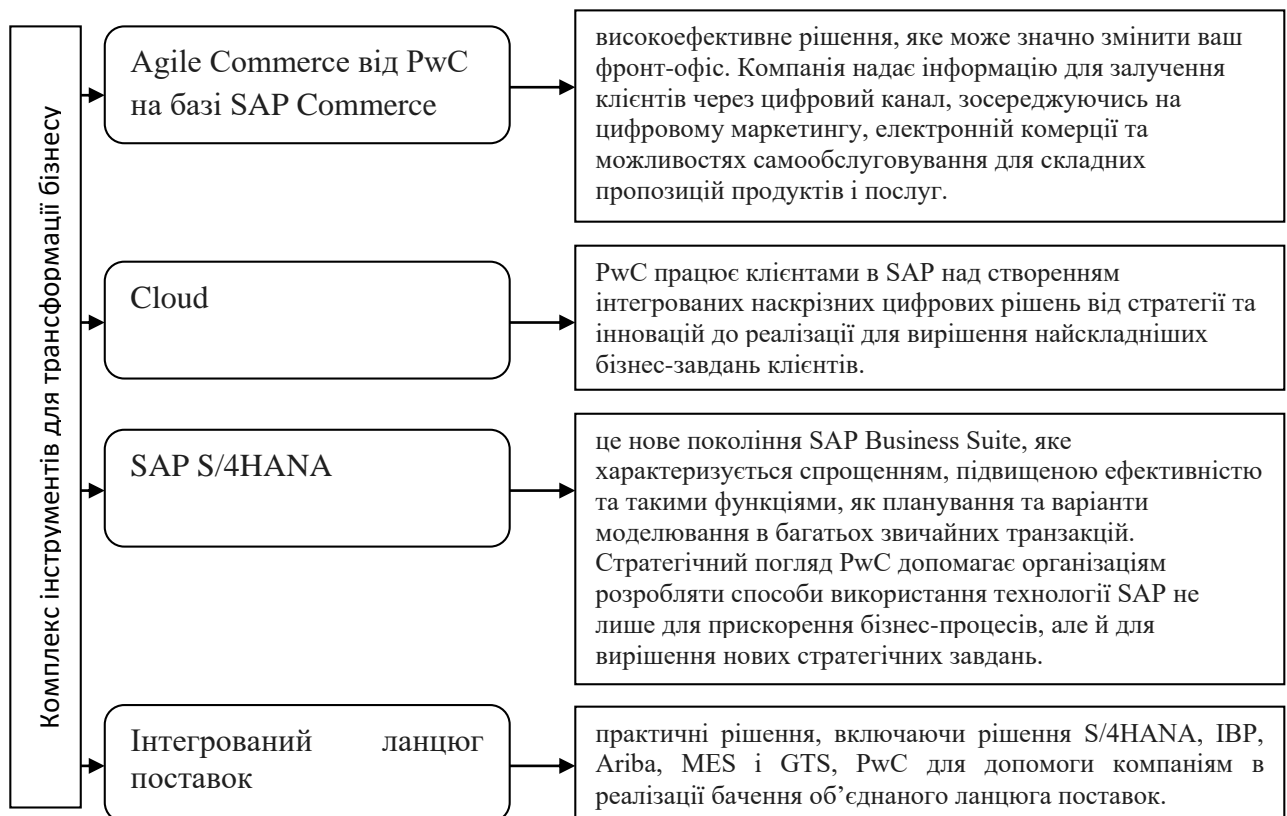 Комплекс інструментів для трансформації бізнесу
Agile Commerce від PwC
на базі SAP Commerce
високоефективне рішення, яке може значно змінити ваш
фронт-офіс. Компанія надає інформацію для залучення
клієнтів через цифровий канал, зосереджуючись на
цифровому маркетингу, електронній комерції та
можливостях самообслуговування для складних
пропозицій продуктів і послуг.
Cloud
PwC працює клієнтами в SAP над створенням
інтегрованих наскрізних цифрових рішень від стратегії та
інновацій до реалізації для вирішення найскладніших
бізнес-завдань клієнтів.
SAP S/4HANA
це нове покоління SAP Business Suite, яке
характеризується спрощенням, підвищеною ефективністю
та такими функціями, як планування та варіанти
моделювання в багатьох звичайних транзакцій.
Стратегічний погляд PwC допомагає організаціям
розробляти способи використання технології SAP не
лише для прискорення бізнес-процесів, але й для
вирішення нових стратегічних завдань.
Інтегрований ланцюг
поставок
практичні рішення, включаючи рішення S/4HANA, IBP,
Ariba, MES і GTS, PwC для допомоги компаніям в
реалізації бачення об’єднаного ланцюга поставок.